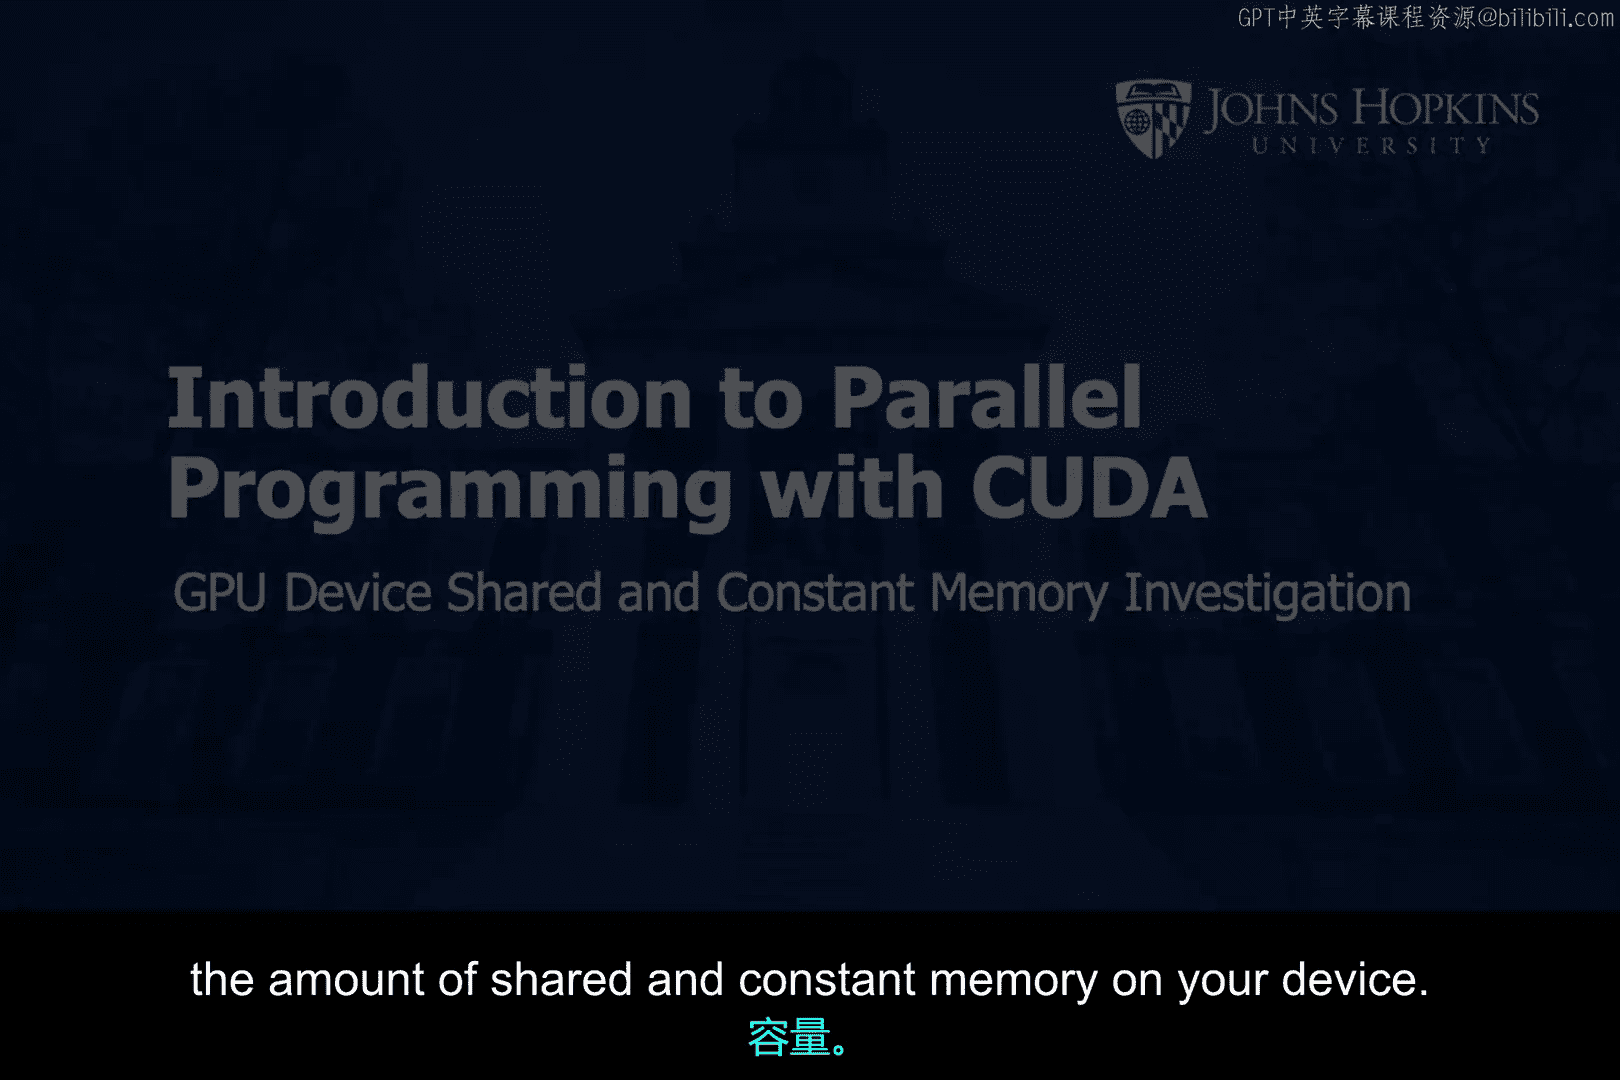 GPT中英字幕课程资源@bilibili.com
JOHNS HOPKINS
UNIVERSITY
Introduction to Parallel
Programming with CUDA
GPU Device Shared and Constant Memory Investigation
the amount of shared and constant memory on your device.
容量。